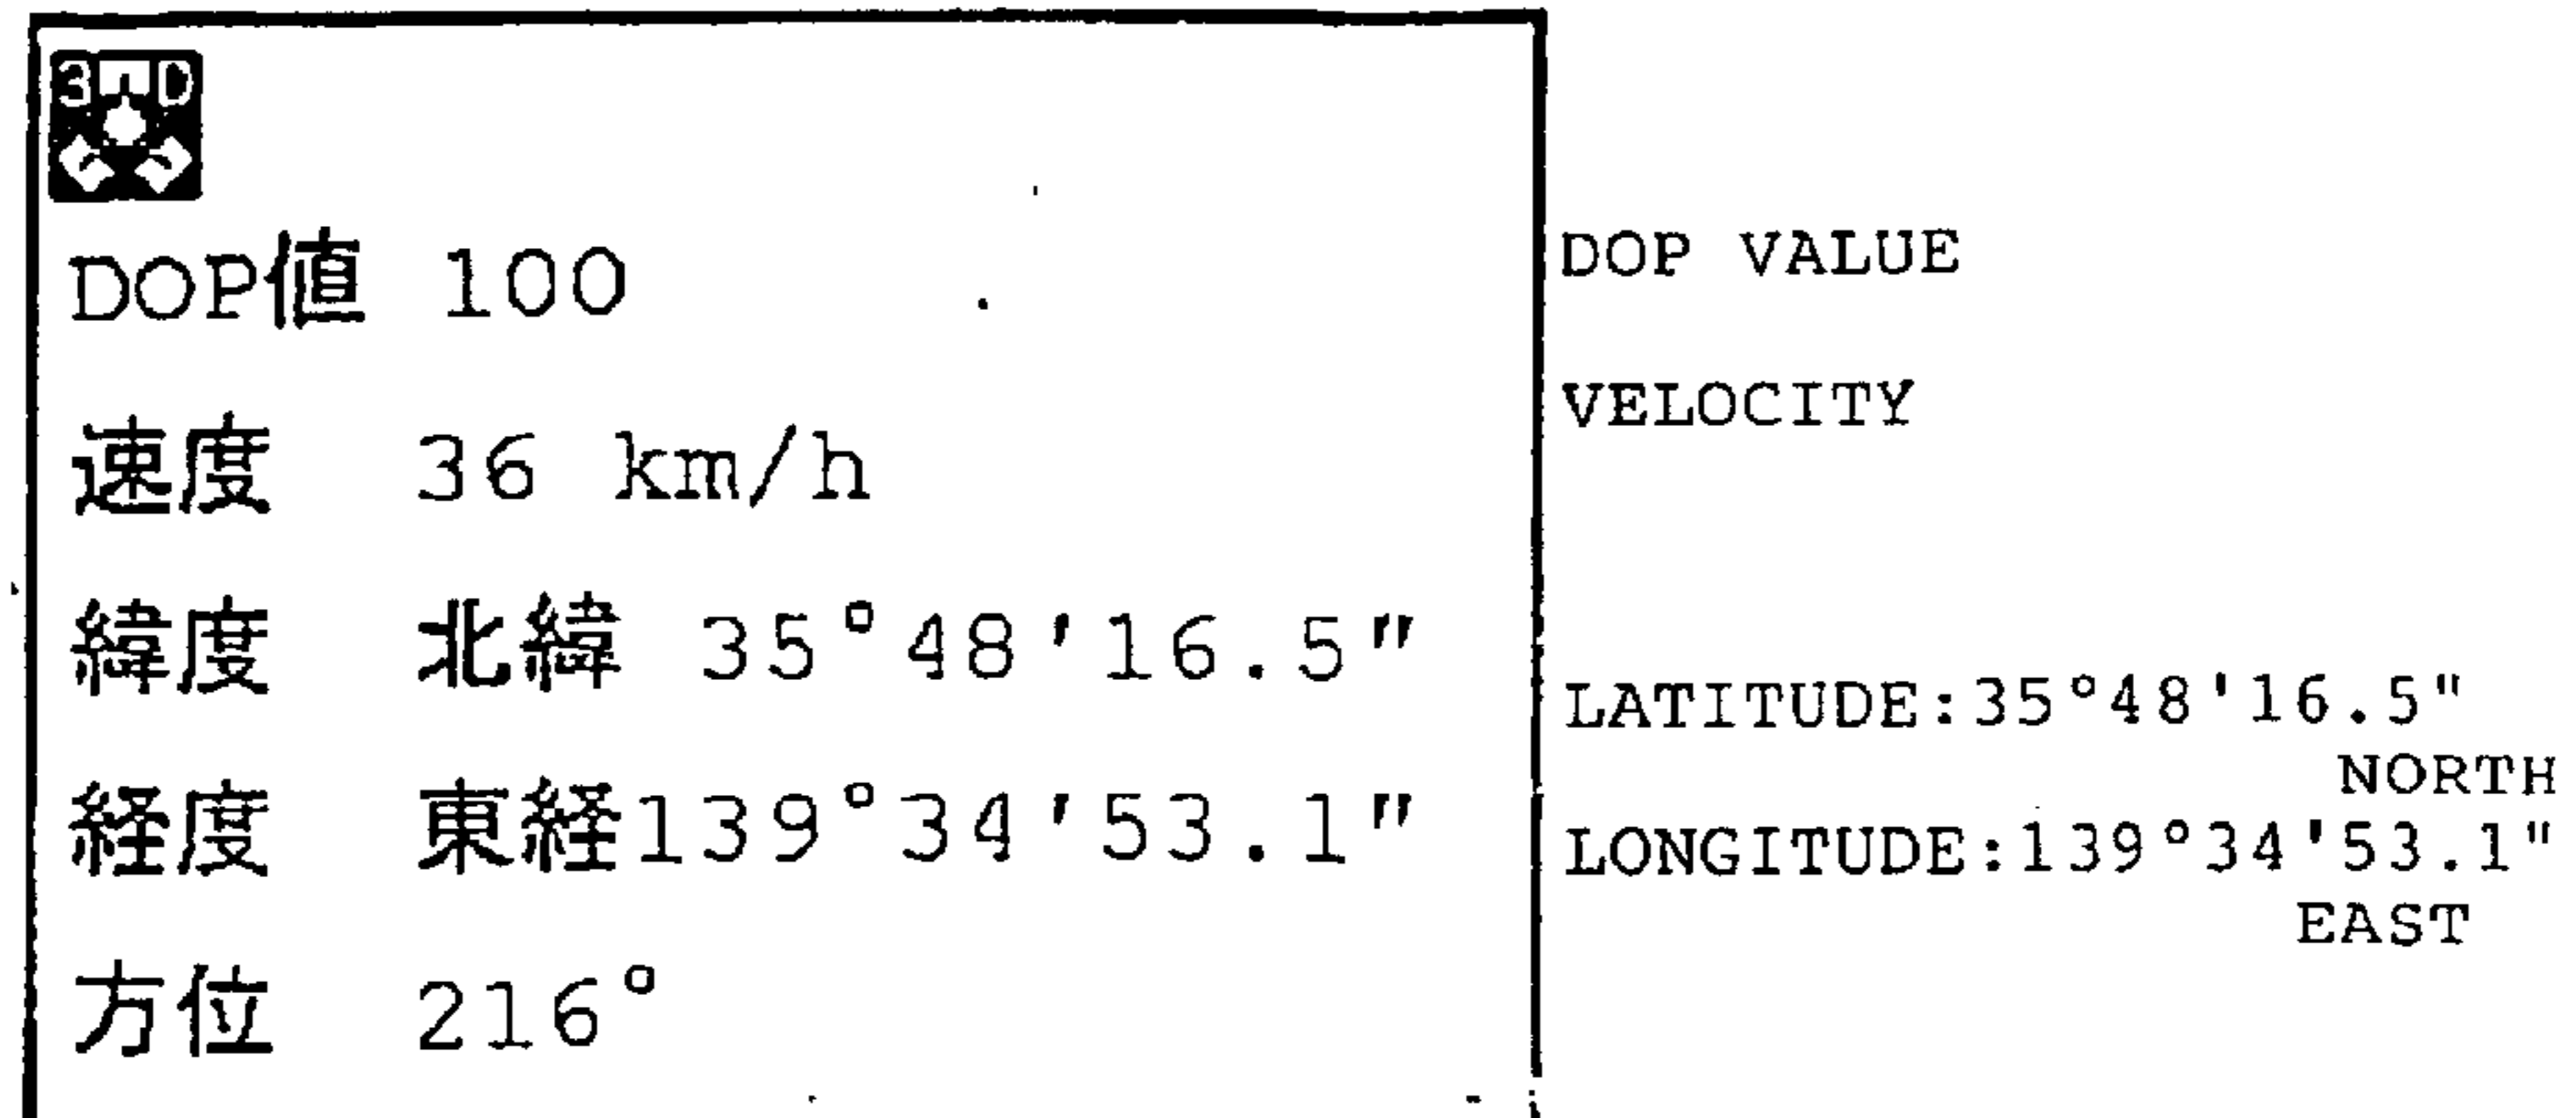 3D
DOP値 100
DOP VALUE
速度 36 km/h
VELOCITY
緯度 北緯 35°48'16.5"
LATITUDE:35°48'16.5"
NORTH
経度 東経139°34'53.1"
LONGITUDE:139°34'53.1"
EAST
方位 216°